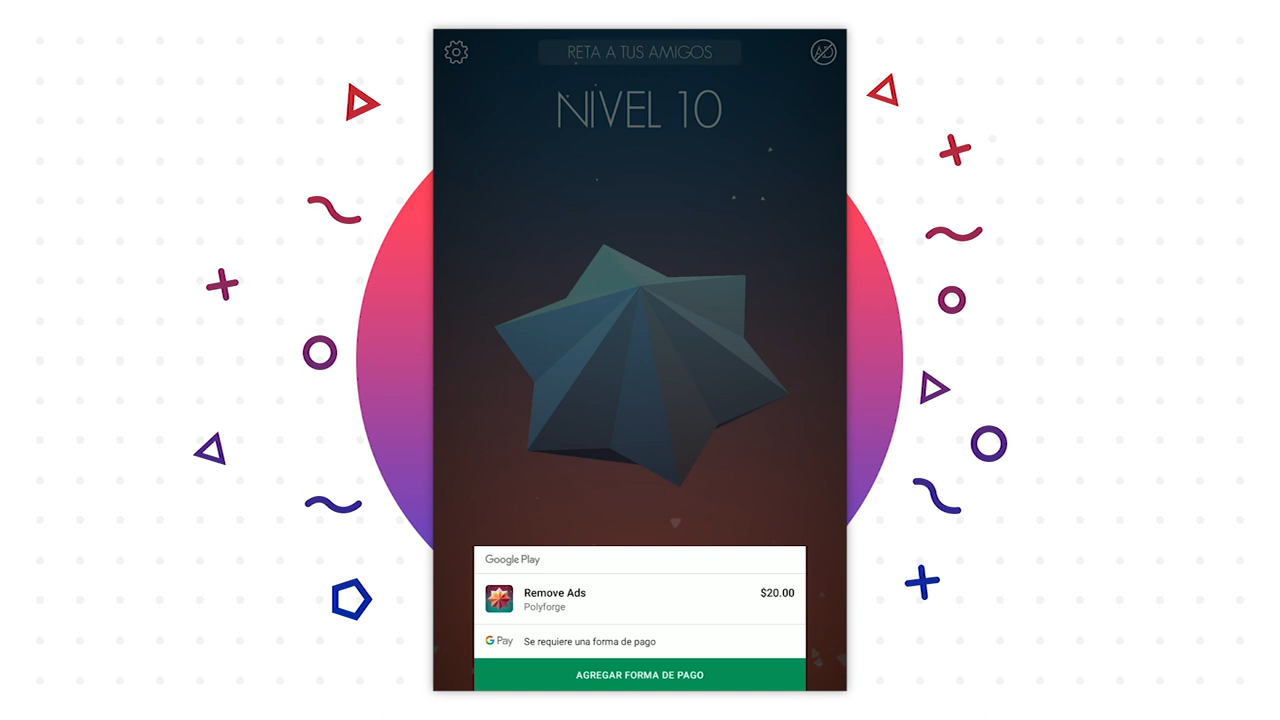 RETA A TUS AMIGOS
AD
NIVEL 10
Google Play
Remove Ads
$20.00
Polyforge
G Pay
Se requiere una forma de pago
AGREGAR FORMA DE PAGO